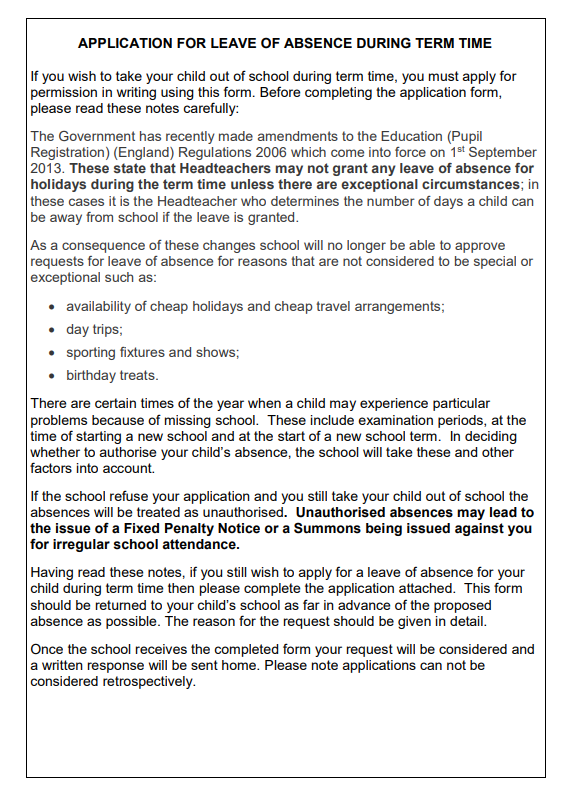 APPLICATION FOR LEAVE OF ABSENCE DURING TERM TIME
If you wish to take your child out of school during term time, you must apply for
permission in writing using this form. Before completing the application form,
please read these notes carefully:
The Government has recently made amendments to the Education (Pupil
Registration) (England) Regulations 2006 which come into force on 1st September
2013. These state that Headteachers may not grant any leave of absence for
holidays during the term time unless there are exceptional circumstances; in
these cases it is the Headteacher who determines the number of days a child can
be away from school if the leave is granted.
As a consequence of these changes school will no longer be able to approve
requests for leave of absence for reasons that are not considered to be special or
exceptional such as:
• availability of cheap holidays and cheap travel arrangements;
• day trips;
• sporting fixtures and shows;
• birthday treats.
There are certain times of the year when a child may experience particular
problems because of missing school. These include examination periods, at the
time of starting a new school and at the start of a new school term. In deciding
whether to authorise your child's absence, the school will take these and other
factors into account.
If the school refuse your application and you still take your child out of school the
absences will be treated as unauthorised. Unauthorised absences may lead to
the issue of a Fixed Penalty Notice or a Summons being issued against you
for irregular school attendance.
Having read these notes, if you still wish to apply for a leave of absence for your
child during term time then please complete the application attached. This form
should be returned to your child's school as far in advance of the proposed
absence as possible. The reason for the request should be given in detail.
Once the school receives the completed form your request will be considered and
a written response will be sent home. Please note applications can not be
considered retrospectively.